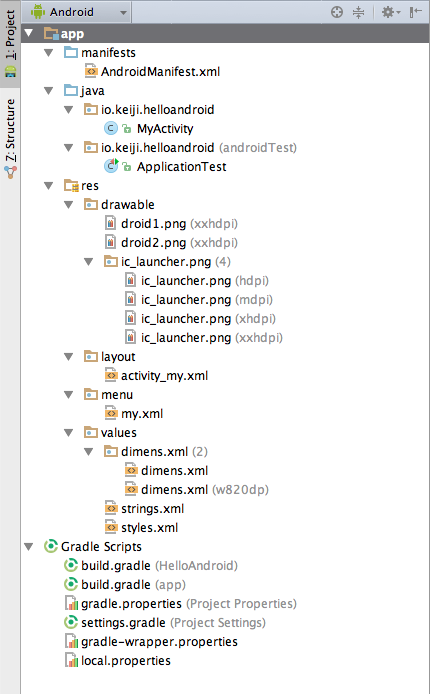 1: Project
Z: Structure
Android
app
manifests
AndroidManifest.xml
java
io.keiji.helloandroid
MyActivity
io.keiji.helloandroid (androidTest)
ApplicationTest
res
drawable
droid1.png (xxhdpi)
droid2.png (xxhdpi)
ic_launcher.png (4)
ic_launcher.png (hdpi)
ic_launcher.png (mdpi)
ic_launcher.png (xhdpi)
ic_launcher.png (xxhdpi)
layout
activity_my.xml
menu
my.xml
values
dimens.xml (2)
dimens.xml
dimens.xml (w820dp)
strings.xml
styles.xml
Gradle Scripts
build.gradle (HelloAndroid)
build.gradle (app)
gradle.properties (Project Properties)
settings.gradle (Project Settings)
gradle-wrapper.properties
local.properties